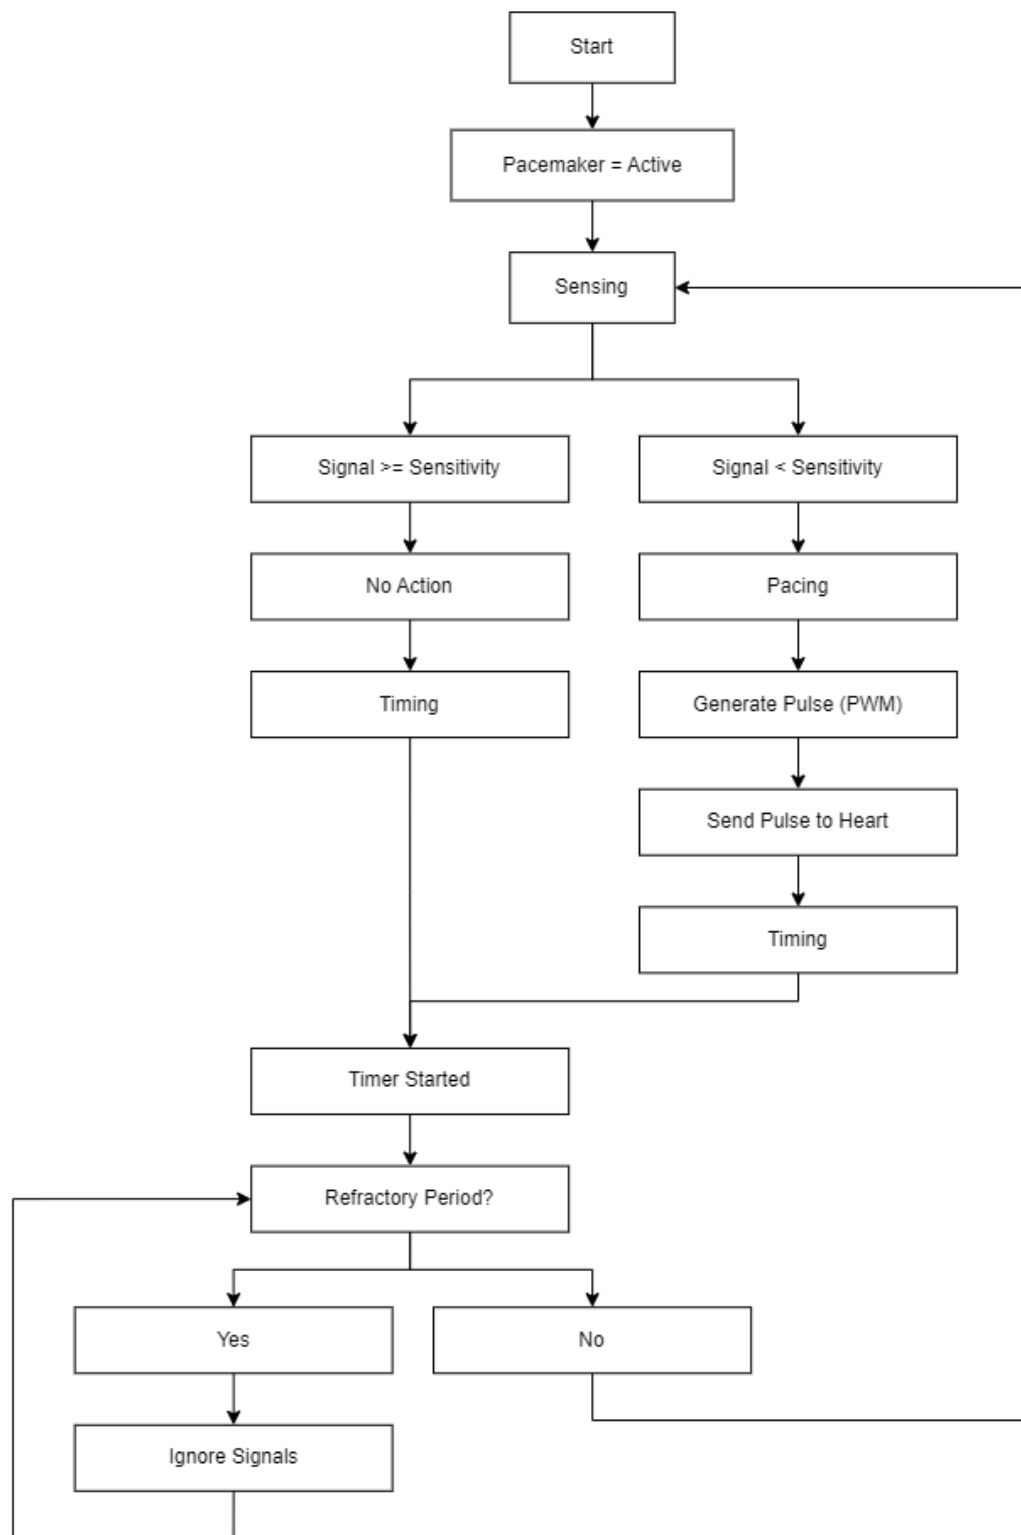 Start
Pacemaker = Active
Sensing
Signal >= Sensitivity
Signal < Sensitivity
No Action
Pacing
Timing
Generate Pulse (PWM)
Send Pulse to Heart
Timing
Timer Started
Refractory Period?
Yes
No
Ignore Signals